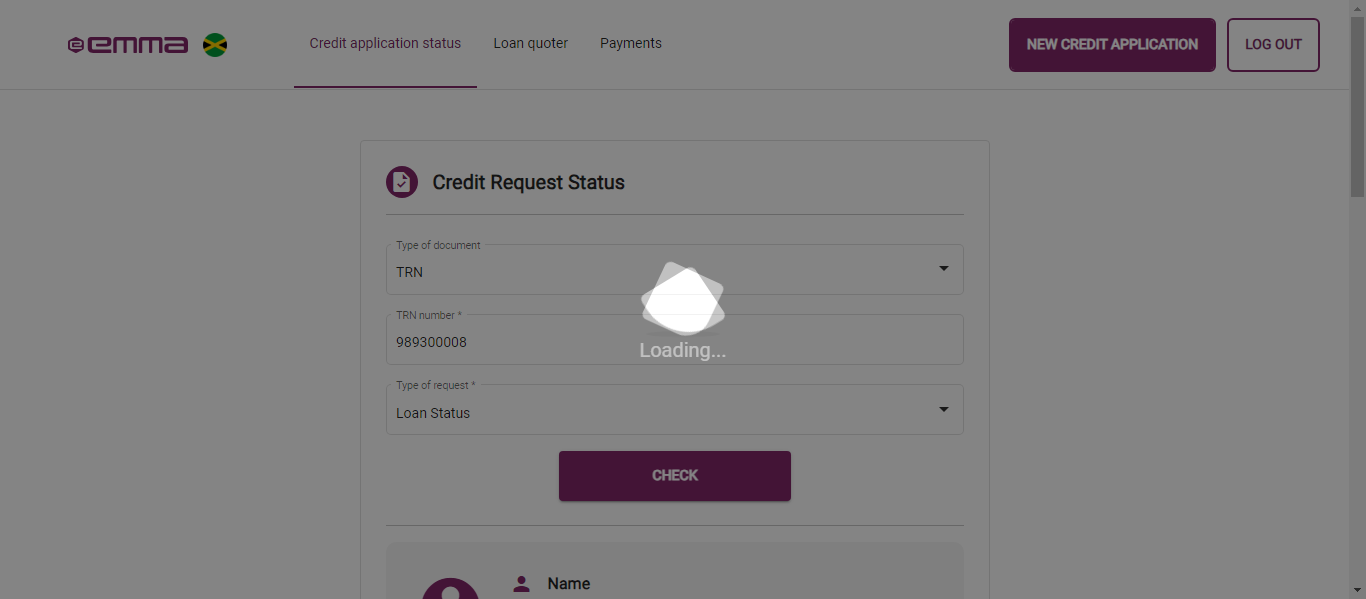 emma
Credit application status
Loan quoter
Payments
NEW CREDIT APPLICATION
LOG OUT
Credit Request Status
Type of document
TRN
TRN number *
989300008
Loading...
Type of request *
Loan Status
CHECK
Name